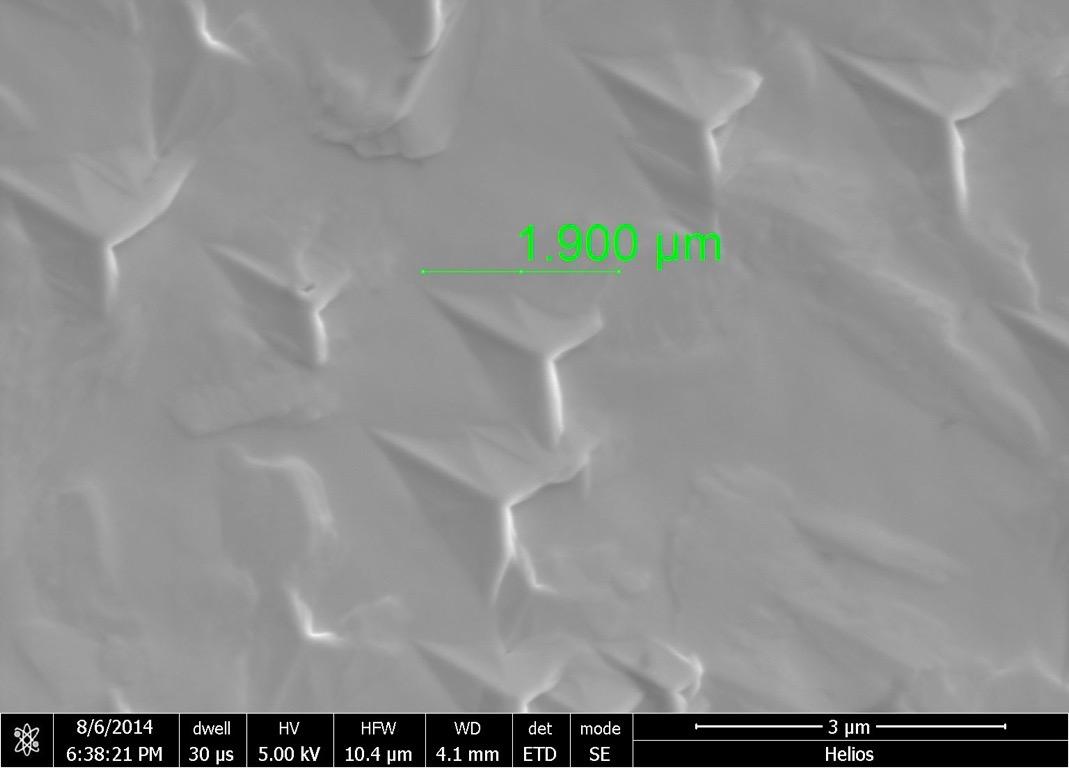 1.900 µm
8/6/2014 dwell HV HFW WD det mode 3 µm
6:38:21 PM 30 µs 5.00 kV 10.4 µm 4.1 mm ETD SE Helios